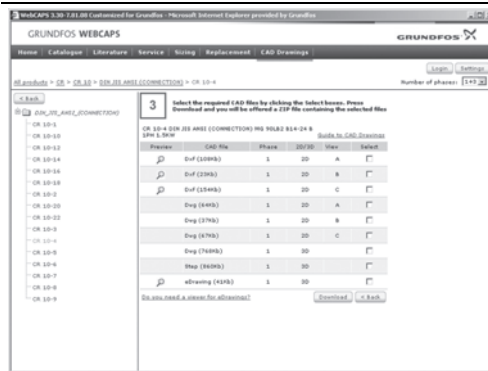 WebCAPS 3.30-7.01.08 Customized for Grundfos - Microsoft Internet Explorer provided by Grundfos
GRUNDFOS WEBCAPS
GRUNDFOS
Home Catalogue Literature Service Sizing Replacement CAD Drawings
Login Settings
All products > CR > CR 10 > DIN JIS ANSI (CONNECTION) > CR 10-4
Number of phases:
< Back
DIN_JIS_ANSI_(CONNECTION)
CR 10-1
CR 10-10
CR 10-12
CR 10-14
CR 10-16
CR 10-18
CR 10-2
CR 10-20
CR 10-22
CR 10-3
CR 10-4
CR 10-5
CR 10-6
CR 10-7
CR 10-8
CR 10-9
3
Select the required CAD files by clicking the Select boxes. Press
Download and you will be offered a ZIP file containing the selected files
CR 10-4 DIN JIS ANSI (CONNECTION) MG 90LB2 B14-24 B
SPM 1.5KW
Guide to CAD Drawings
Preview CAD file Phase 2D/3D View Select
Dxf (108Kb) 1 2D A
Dxf (23Kb) 1 2D B
Dxf (154Kb) 1 2D C
Dwg (64Kb) 1 2D A
Dwg (37Kb) 1 2D B
Dwg (67Kb) 1 2D C
Dwg (768Kb) 1 3D
Step (960Kb) 1 3D
eDrawing (41Kb) 1 3D
Do you need a viewer for eDrawings?
Download < Back